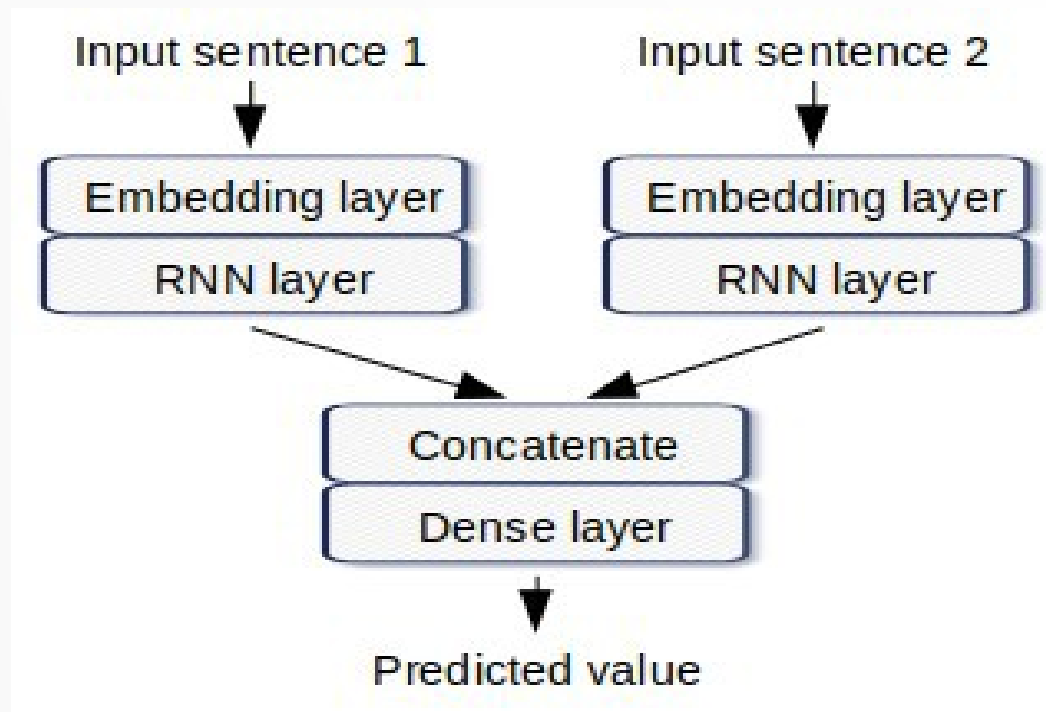 Input sentence 1
Input sentence 2
Embedding layer
RNN layer
Embedding layer
RNN layer
Concatenate
Dense layer
Predicted value